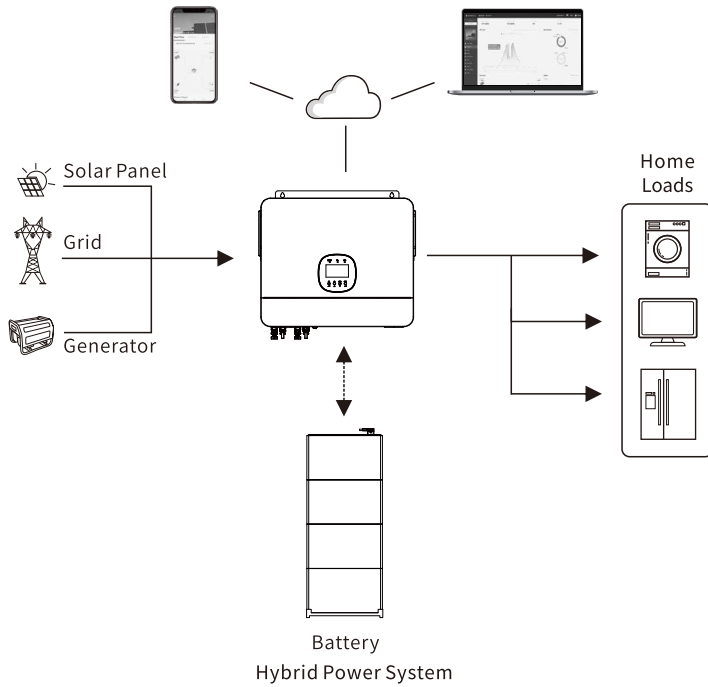 Solar Panel
Grid
Generator
Home
Loads
Battery
Hybrid Power System